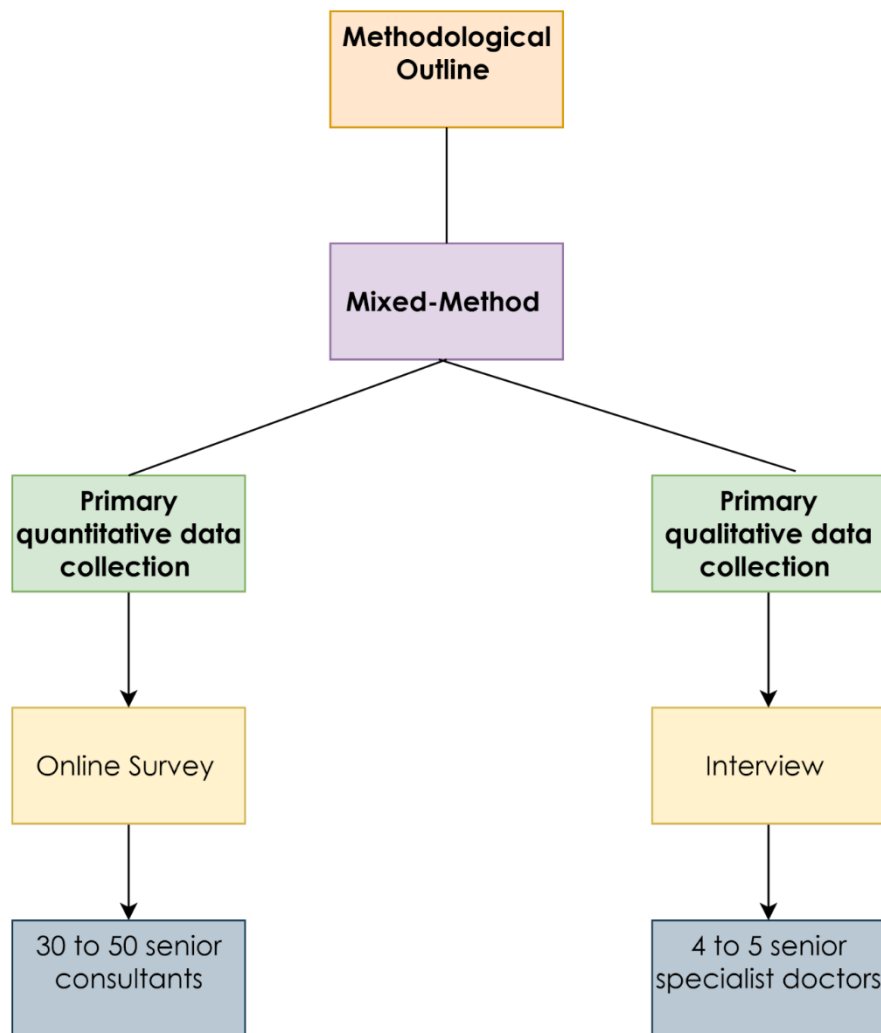 Methodological
Outline
Mixed-Method
Primary
quantitative data
collection
Primary
qualitative data
collection
Online Survey
Interview
30 to 50 senior
consultants
4 to 5 senior
specialist doctors